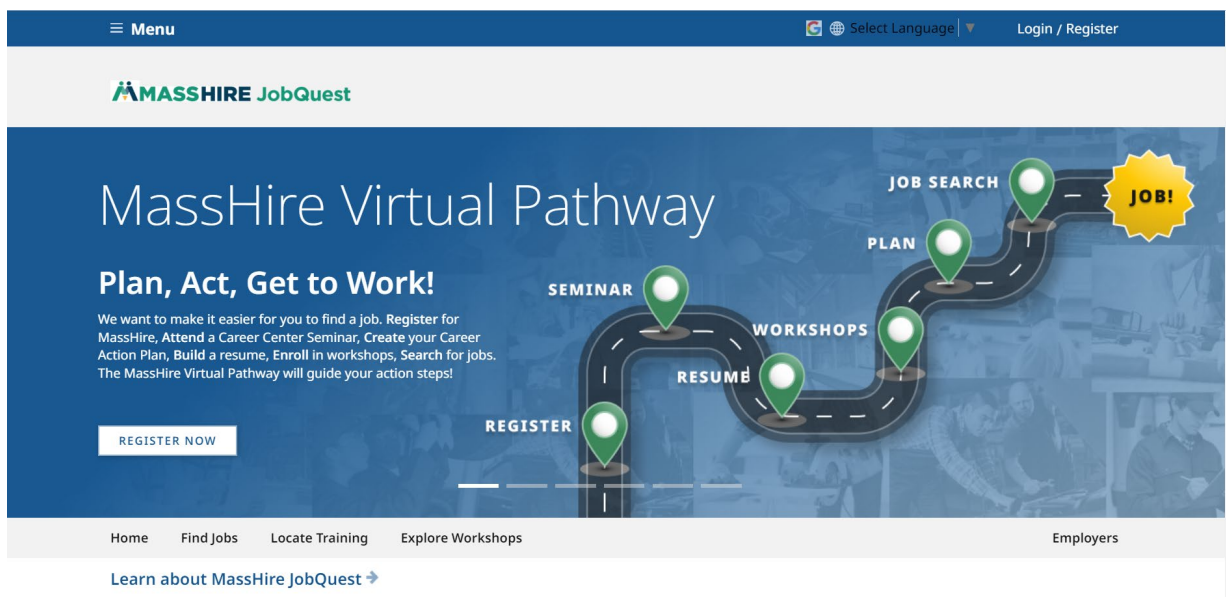 Menu
Select Language ▼
Login / Register
MASSHIRE JobQuest
MassHire Virtual Pathway
Plan, Act, Get to Work!
We want to make it easier for you to find a job. Register for
MassHire, Attend a Career Center Seminar, Create your Career
Action Plan, Build a resume, Enroll in workshops, Search for jobs.
The MassHire Virtual Pathway will guide your action steps!
REGISTER NOW
JOB SEARCH
JOB!
PLAN
SEMINAR
WORKSHOPS
RESUME
REGISTER
Home
Find Jobs
Locate Training
Explore Workshops
Employers
Learn about MassHire JobQuest